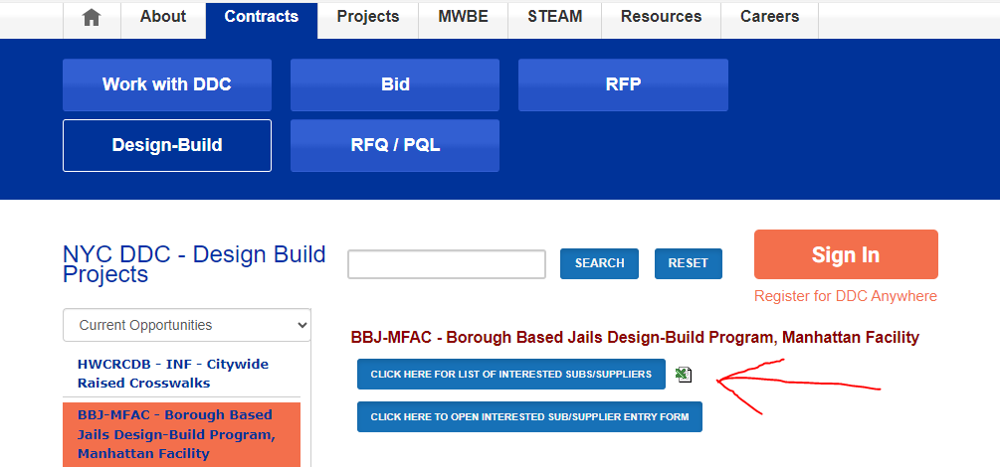 About
Contracts
Projects
MWBE
STEAM
Resources
Careers
Work with DDC
Bid
RFP
Design-Build
RFQ / PQL
NYC DDC - Design Build
Projects
SEARCH
RESET
Sign In
Register for DDC Anywhere
Current Opportunities
HWCRCDB - INF - Citywide
Raised Crosswalks
BBJ-MFAC - Borough Based
Jails Design-Build Program,
Manhattan Facility
BBJ-MFAC - Borough Based Jails Design-Build Program, Manhattan Facility
CLICK HERE FOR LIST OF INTERESTED SUBS/SUPPLIERS
CLICK HERE TO OPEN INTERESTED SUB/SUPPLIER ENTRY FORM